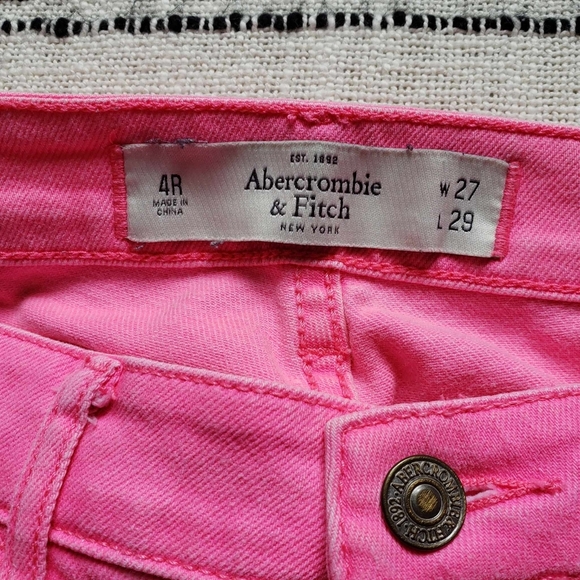 EST. 1892
4R
MADE IN
CHINA
Abercrombie
& Fitch
NEW YORK
W 27
L 29
1892·ABERCROMBIE&FITCH